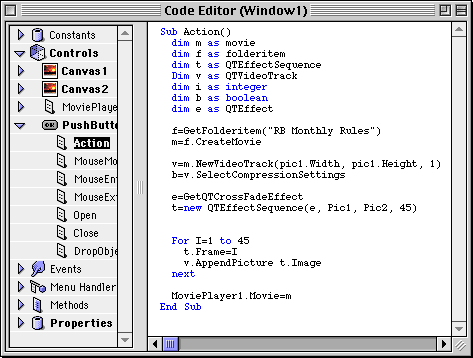 Code Editor (Window1)
Constants
Controls
Canvas1
Canvas2
MoviePlayer
OK PushButto
Action
MouseMo
MouseEnt
MouseExt
Open
Close
DropObje
Events
Menu Handler
Methods
Properties
Sub Action()
dim m as movie
dim f as folderitem
dim t as QTEffectSequence
Dim v as QTVideoTrack
dim i as integer
dim b as boolean
dim e as QTEffect
f=GetFolderitem("RB Monthly Rules")
m=f.CreateMovie
v=m.NewVideoTrack(pic1.Width, pic1.Height, 1)
b=v.SelectCompressionSettings
e=GetQTCrossFadeEffect
t=new QTEffectSequence(e, Pic1, Pic2, 45)
For I=1 to 45
t.Frame=I
v.AppendPicture t.Image
next
MoviePlayer1.Movie=m
End Sub